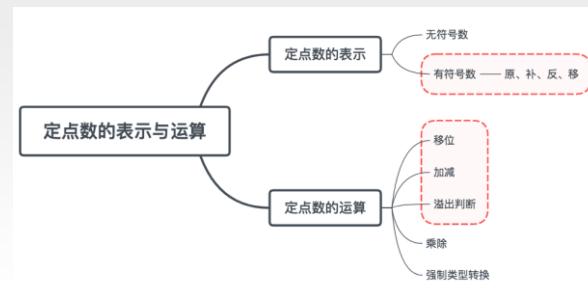 定点数的表示与运算
定点数的表示
无符号数
有符号数 原、补、反、移
定点数的运算
移位
加减
溢出判断
乘除
强制类型转换